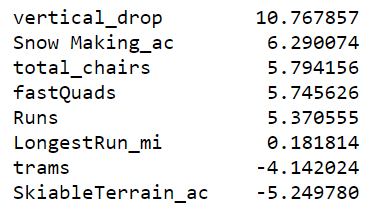 vertical_drop 10.767857
Snow Making_ac 6.290074
total_chairs 5.794156
fastQuads 5.745626
Runs 5.370555
LongestRun_mi 0.181814
trams -4.142024
SkiableTerrain_ac -5.249780